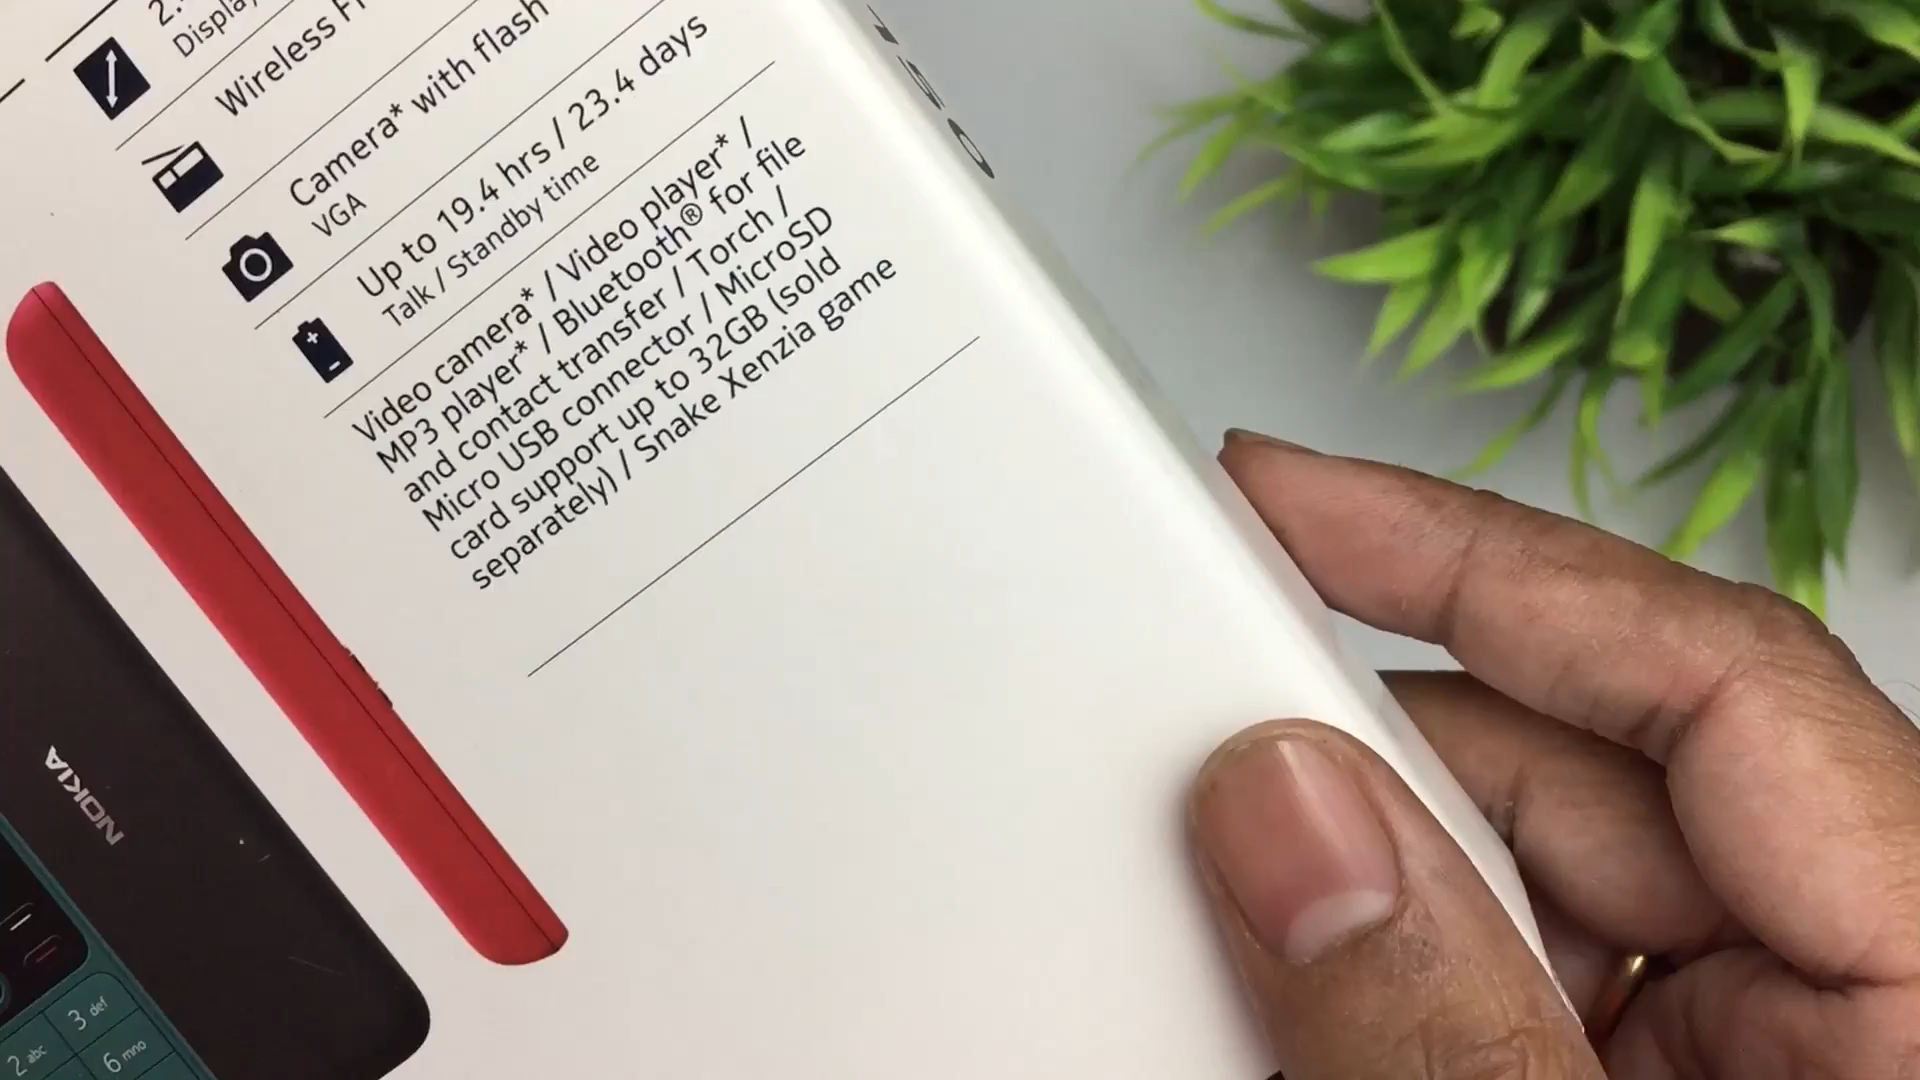 Display
Wireless
Camera* with flash
VGA
Up to 19.4 hrs / 23.4 days
Talk / Standby time
Video camera* / Video player* /
MP3 player* / Bluetooth® for file
and contact transfer / Torch /
Micro USB connector / MicroSD
card support up to 32GB (sold
separately) / Snake Xenzia game
NOKIA
3 def
2 abc
6 mno